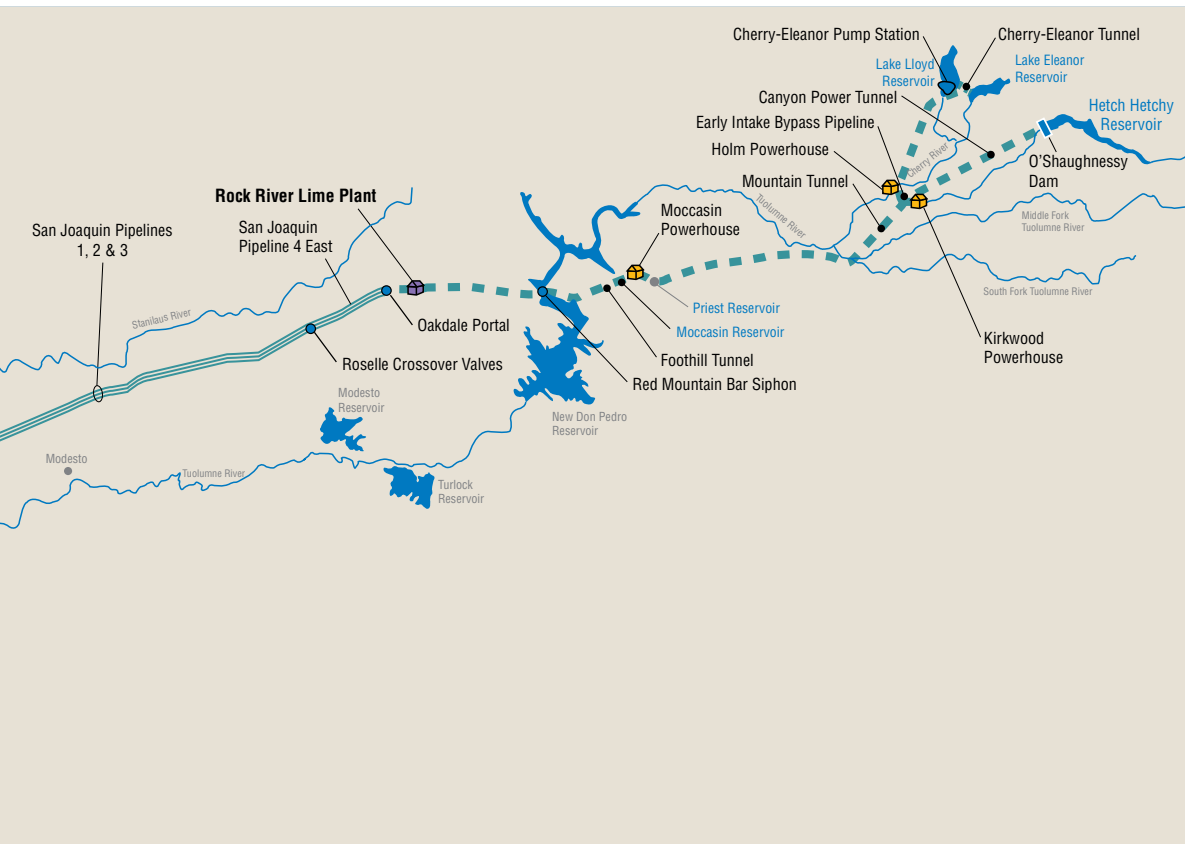 Cherry-Eleanor Pump Station
Cherry-Eleanor Tunnel
Lake Lloyd
Reservoir
Lake Eleanor
Reservoir
Canyon Power Tunnel
Hetch Hetchy
Reservoir
Early Intake Bypass Pipeline
Holm Powerhouse
Cherry River
O'Shaughnessy
Dam
Mountain Tunnel
Rock River Lime Plant
Moccasin
Powerhouse
Tuolumne River
Middle Fork
Tuolumne River
San Joaquin Pipelines
1, 2 & 3
San Joaquin
Pipeline 4 East
South Fork Tuolumne River
Priest Reservoir
Stanilaus River
Oakdale Portal
Moccasin Reservoir
Kirkwood
Powerhouse
Roselle Crossover Valves
Foothill Tunnel
Red Mountain Bar Siphon
Modesto
Reservoir
New Don Pedro
Reservoir
Modesto
Tuolumne River
Turlock
Reservoir